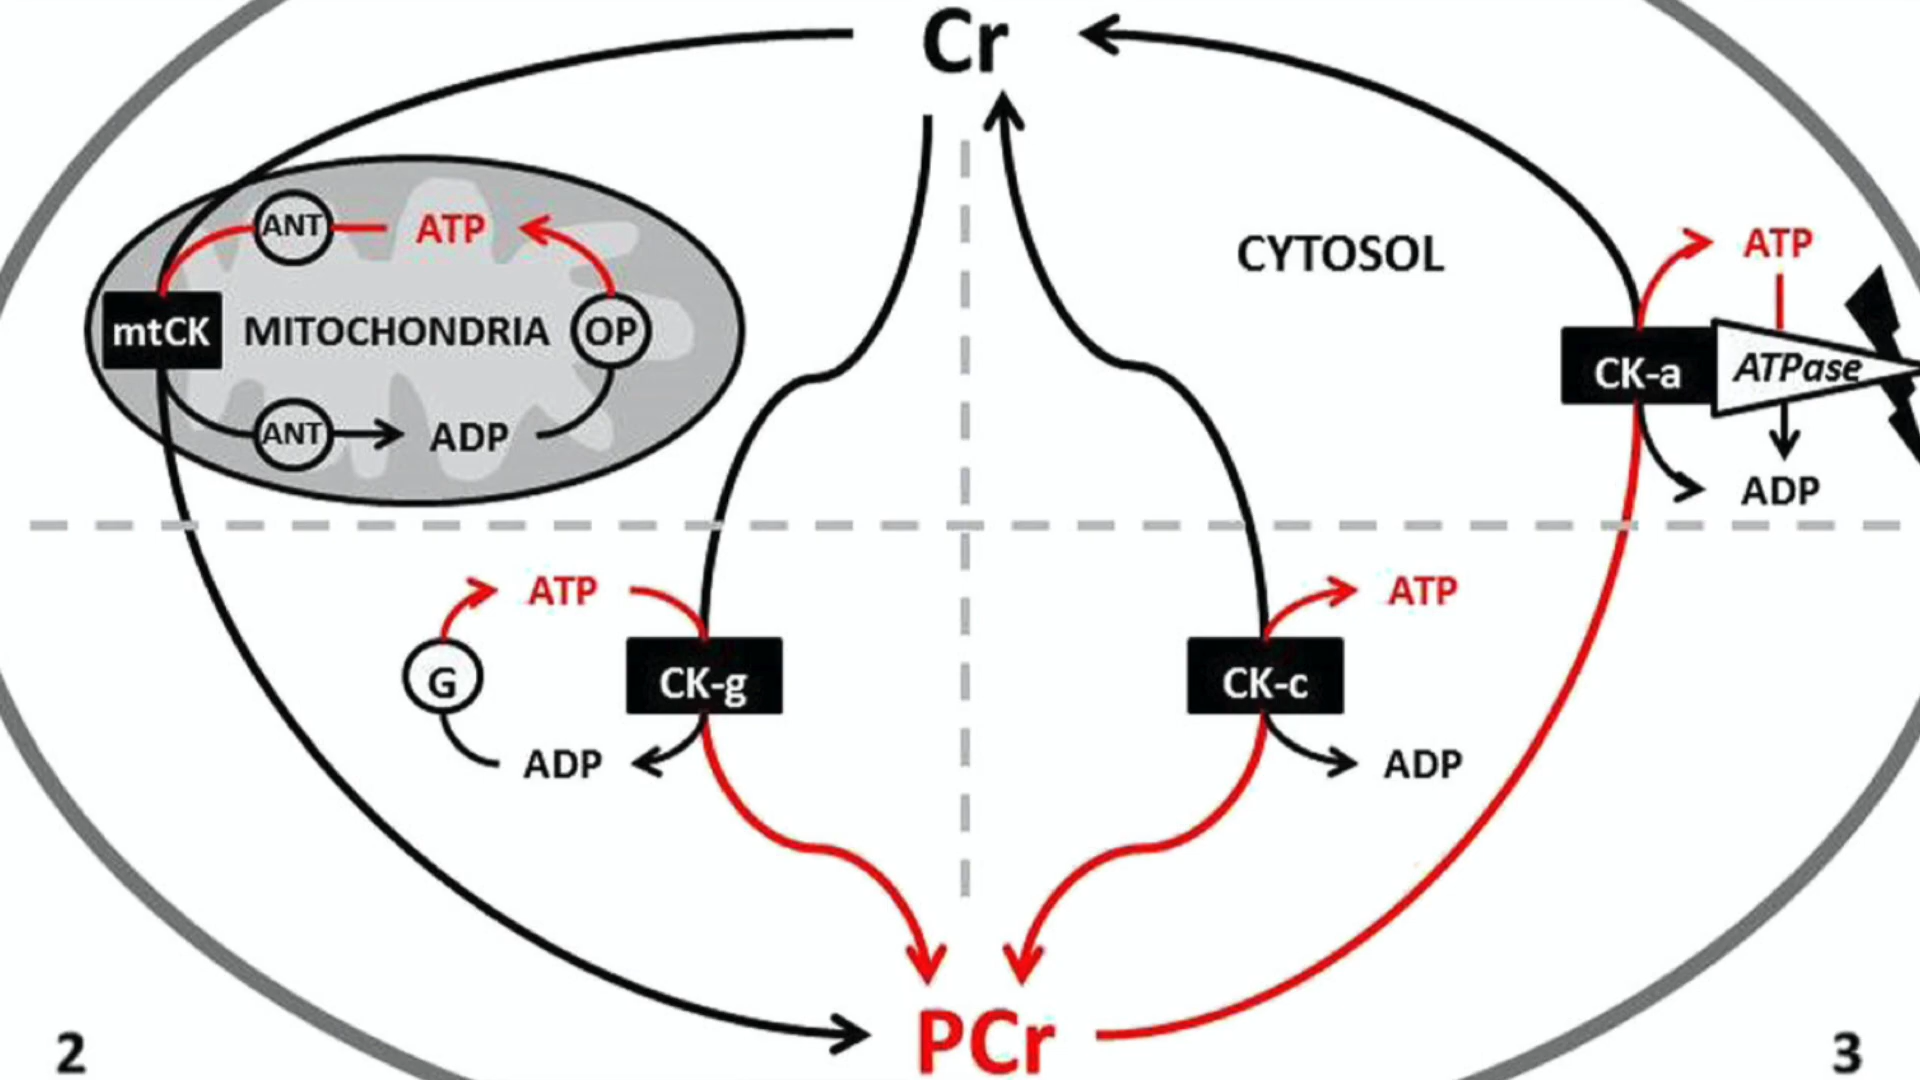 Cr
ANT
ATP
CYTOSOL
ATP
mtCK
MITOCHONDRIA
OP
CK-a
ATPase
ANT
ADP
ADP
ATP
ATP
G
CK-g
CK-c
ADP
ADP
PCr
2
3